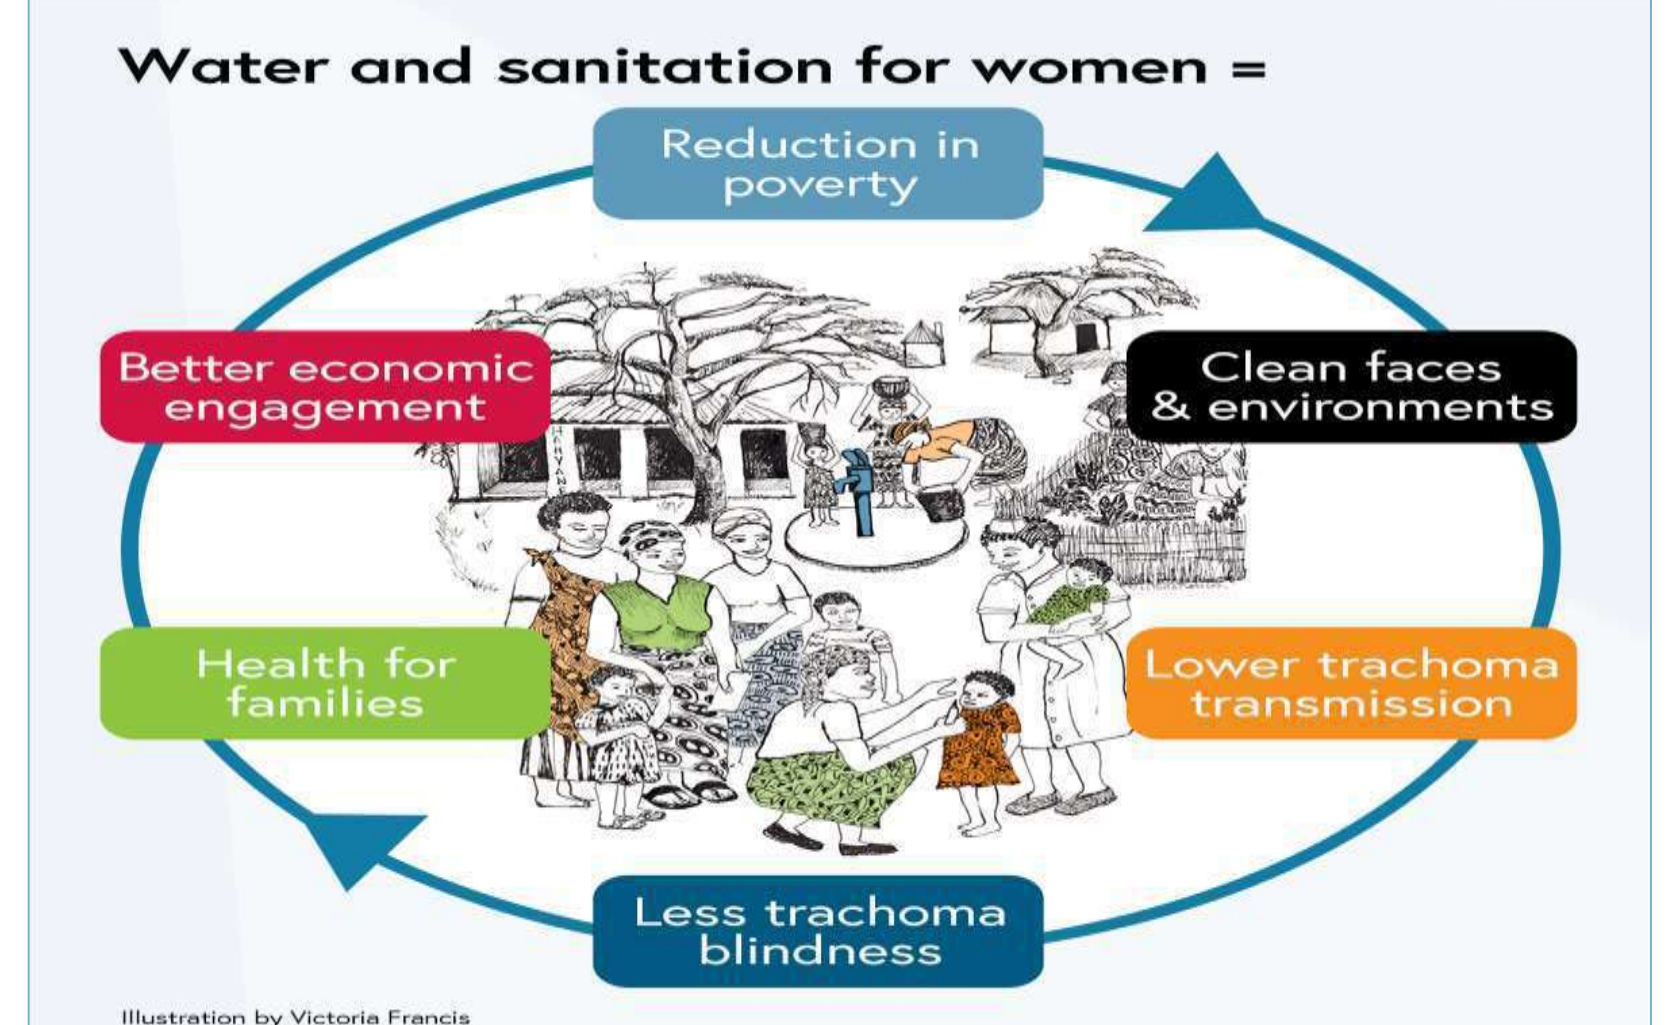 Water and sanitation for women =
Reduction in
poverty
Clean faces
& environments
Lower trachoma
transmission
Less trachoma
blindness
Health for
families
Better economic
engagement
Illustration by Victoria Francis